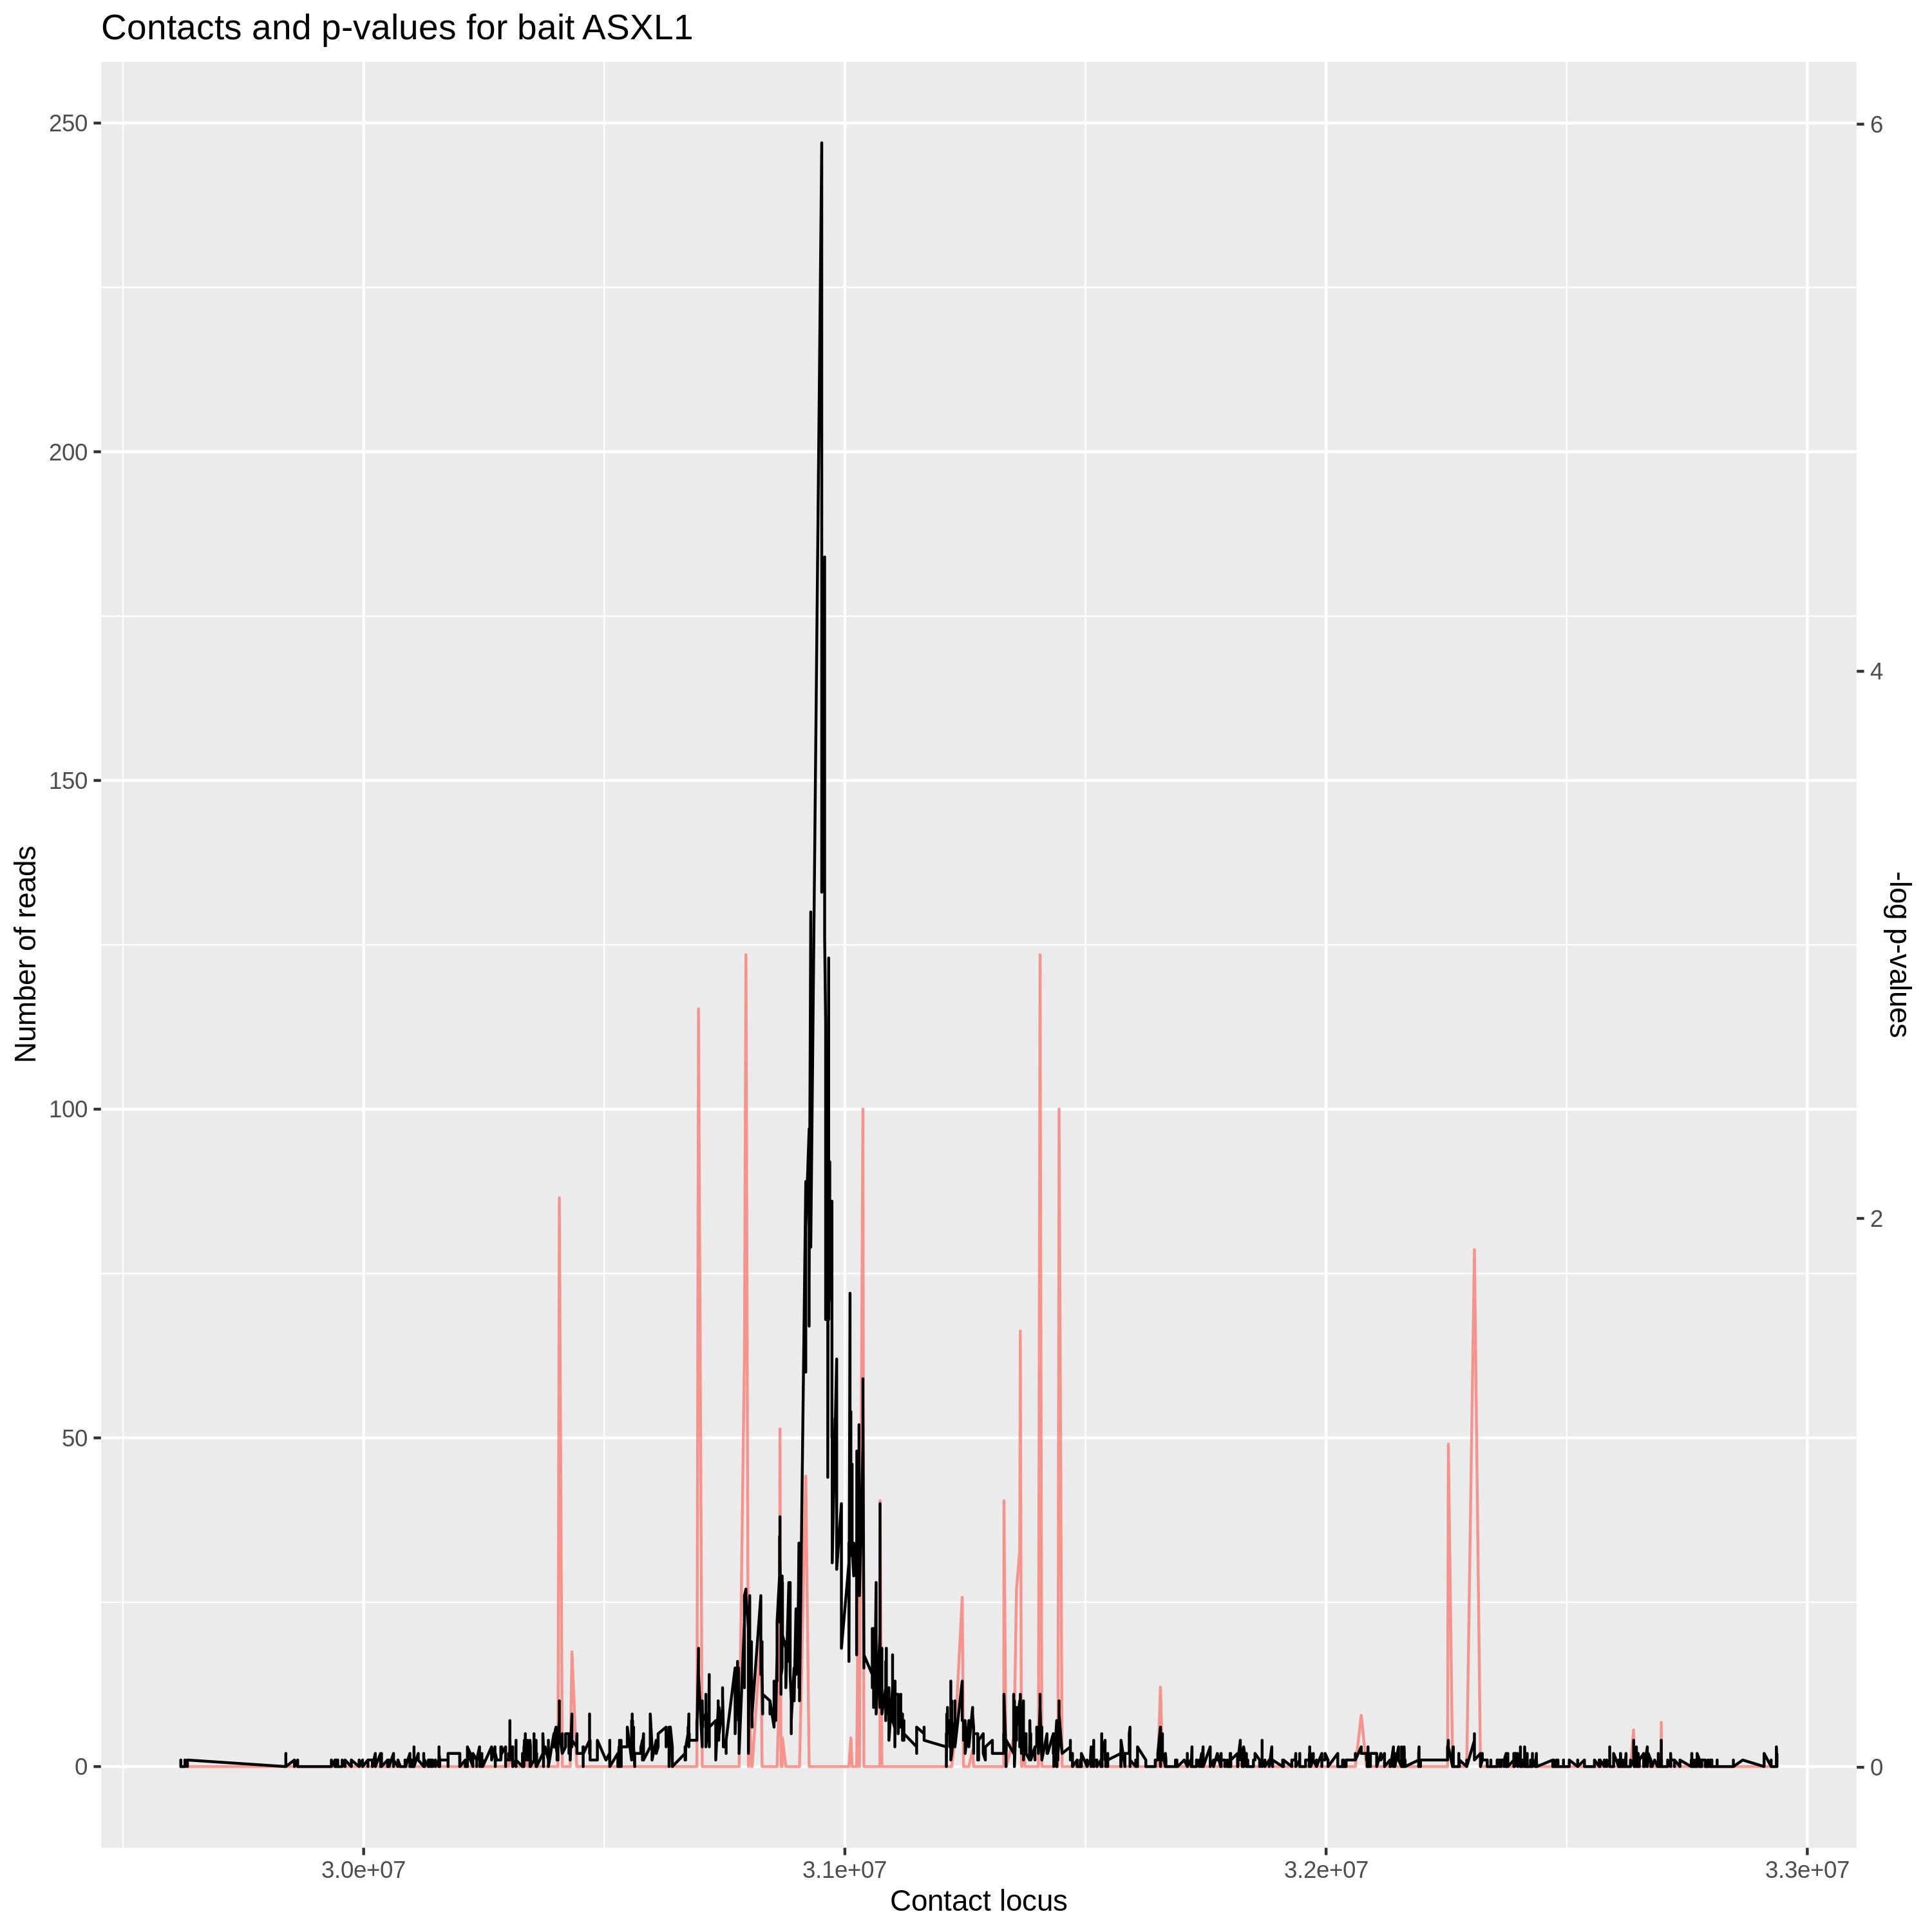 Contacts and p-values for bait ASXL1
250
200
150
100
50
0
Number of reads
6
4
2
0
-log p-values
3.0e+07
3.1e+07
3.2e+07
3.3e+07
Contact locus